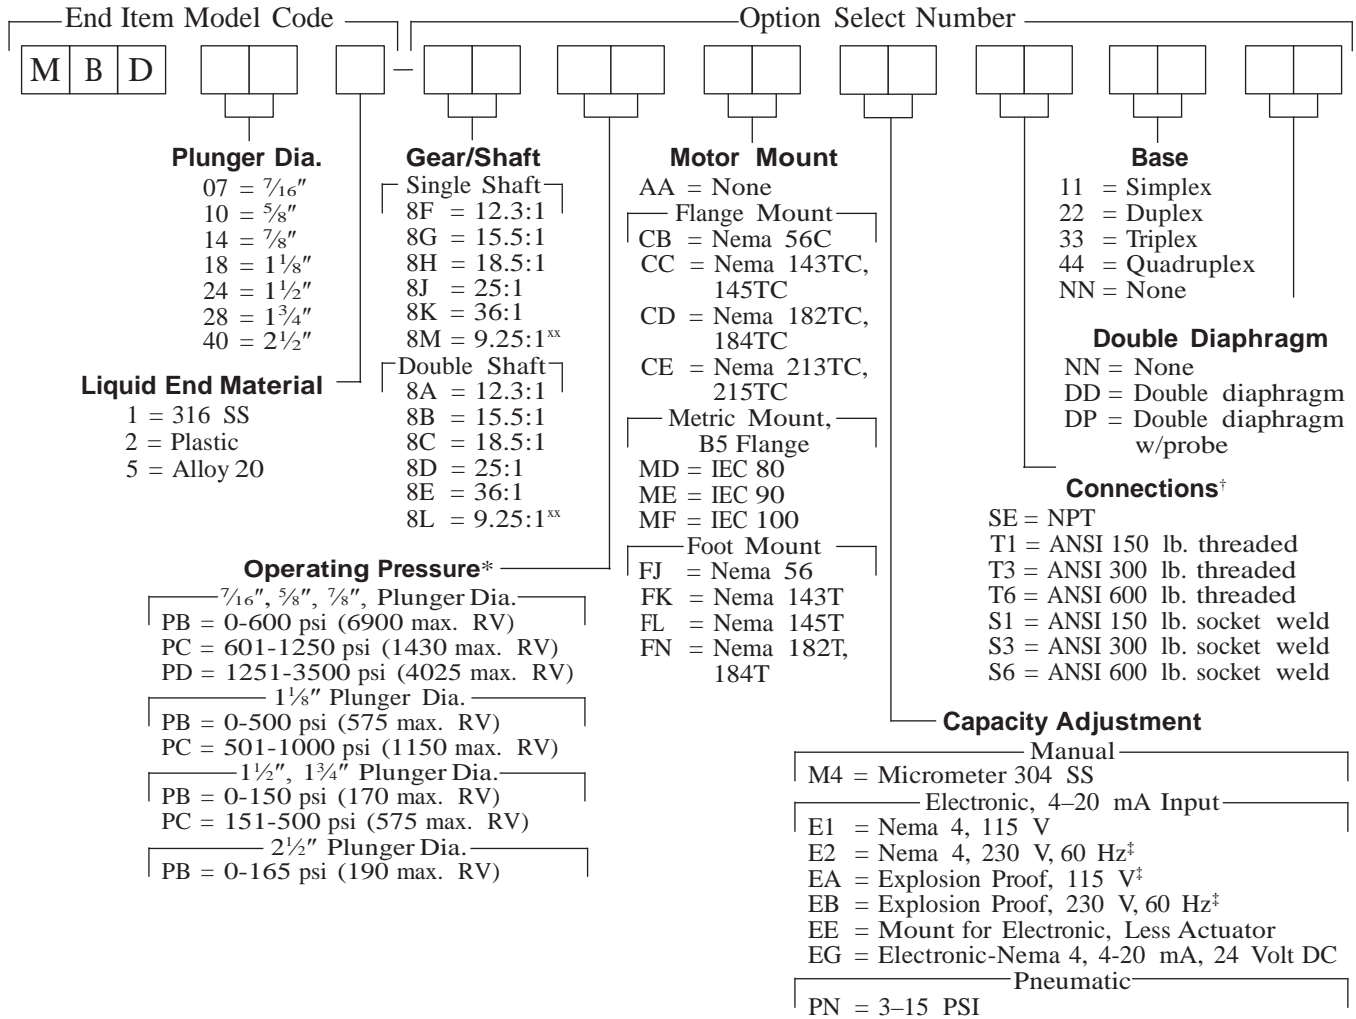 End Item Model Code
Option Select Number
M B D
Plunger Dia.
07 = 7/16″
10 = 5/8″
14 = 7/8″
18 = 1 1/8″
24 = 1 1/2″
28 = 1 3/4″
40 = 2 1/2″
Liquid End Material
1 = 316 SS
2 = Plastic
5 = Alloy 20
Gear/Shaft
Single Shaft
8F = 12.3:1
8G = 15.5:1
8H = 18.5:1
8J = 25:1
8K = 36:1
8M = 9.25:1xx
Double Shaft
8A = 12.3:1
8B = 15.5:1
8C = 18.5:1
8D = 25:1
8E = 36:1
8L = 9.25:1xx
Operating Pressure*
7/16″, 5/8″, 7/8″, Plunger Dia.
PB = 0-600 psi (6900 max. RV)
PC = 601-1250 psi (1430 max. RV)
PD = 1251-3500 psi (4025 max. RV)
1 1/8″ Plunger Dia.
PB = 0-500 psi (575 max. RV)
PC = 501-1000 psi (1150 max. RV)
1 1/2″, 1 3/4″ Plunger Dia.
PB = 0-150 psi (170 max. RV)
PC = 151-500 psi (575 max. RV)
2 1/2″ Plunger Dia.
PB = 0-165 psi (190 max. RV)
Motor Mount
AA = None
Flange Mount
CB = Nema 56C
CC = Nema 143TC,
145TC
CD = Nema 182TC,
184TC
CE = Nema 213TC,
215TC
Metric Mount,
B5 Flange
MD = IEC 80
ME = IEC 90
MF = IEC 100
Foot Mount
FJ = Nema 56
FK = Nema 143T
FL = Nema 145T
FN = Nema 182T,
184T
Base
11 = Simplex
22 = Duplex
33 = Triplex
44 = Quadruplex
NN = None
Double Diaphragm
NN = None
DD = Double diaphragm
DP = Double diaphragm
w/probe
Connections†
SE = NPT
T1 = ANSI 150 lb. threaded
T3 = ANSI 300 lb. threaded
T6 = ANSI 600 lb. threaded
S1 = ANSI 150 lb. socket weld
S3 = ANSI 300 lb. socket weld
S6 = ANSI 600 lb. socket weld
Capacity Adjustment
Manual
M4 = Micrometer 304 SS
Electronic, 4–20 mA Input
E1 = Nema 4, 115 V
E2 = Nema 4, 230 V, 60 Hz‡
EA = Explosion Proof, 115 V‡
EB = Explosion Proof, 230 V, 60 Hz‡
EE = Mount for Electronic, Less Actuator
EG = Electronic-Nema 4, 4-20 mA, 24 Volt DC
Pneumatic
PN = 3–15 PSI